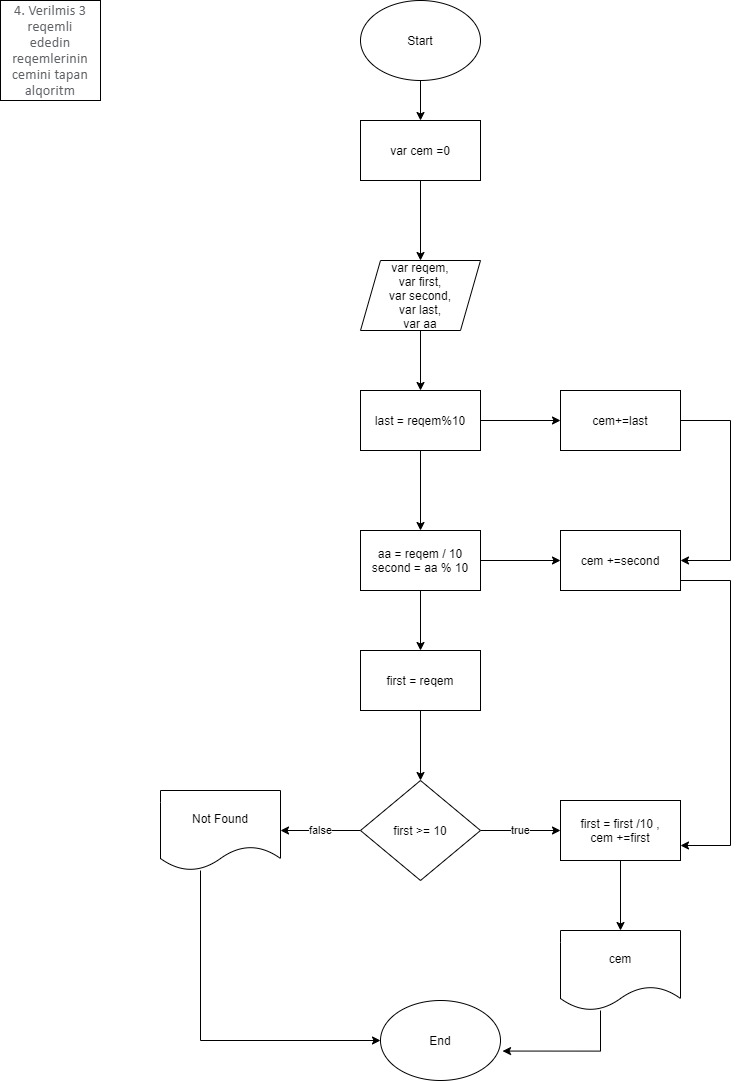 4. Verilmis 3
reqemli
ededin
reqemlerinin
cemini tapan
alqoritm
Start
var cem =0
var reqem,
var first,
var second,
var last,
var aa
last = reqem%10
cem+=last
aa = reqem / 10
second = aa % 10
cem +=second
first = reqem
Not Found
false
first >= 10
true
first = first /10 ,
cem +=first
cem
End